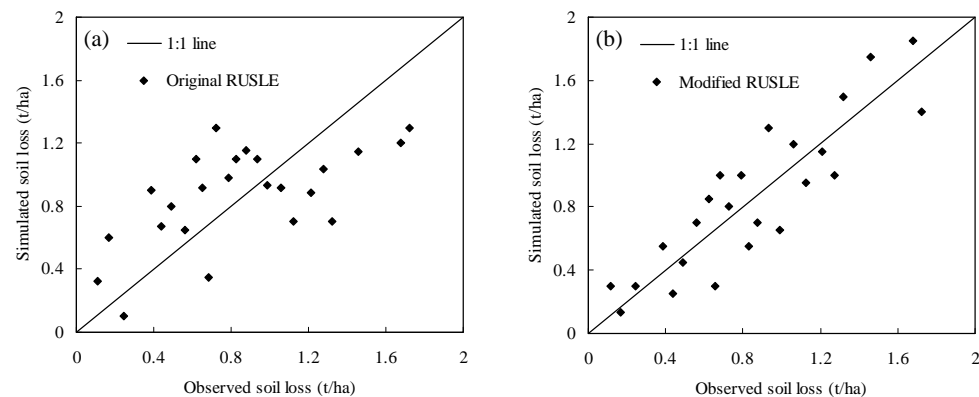 (a)
1:1 line
Original RUSLE
Simulated soil loss (t/ha)
2
1.6
1.2
0.8
0.4
0
0 0.4 0.8 1.2 1.6 2
Observed soil loss (t/ha)
(b)
1:1 line
Modified RUSLE
Simulated soil loss (t/ha)
2
1.6
1.2
0.8
0.4
0
0 0.4 0.8 1.2 1.6 2
Observed soil loss (t/ha)